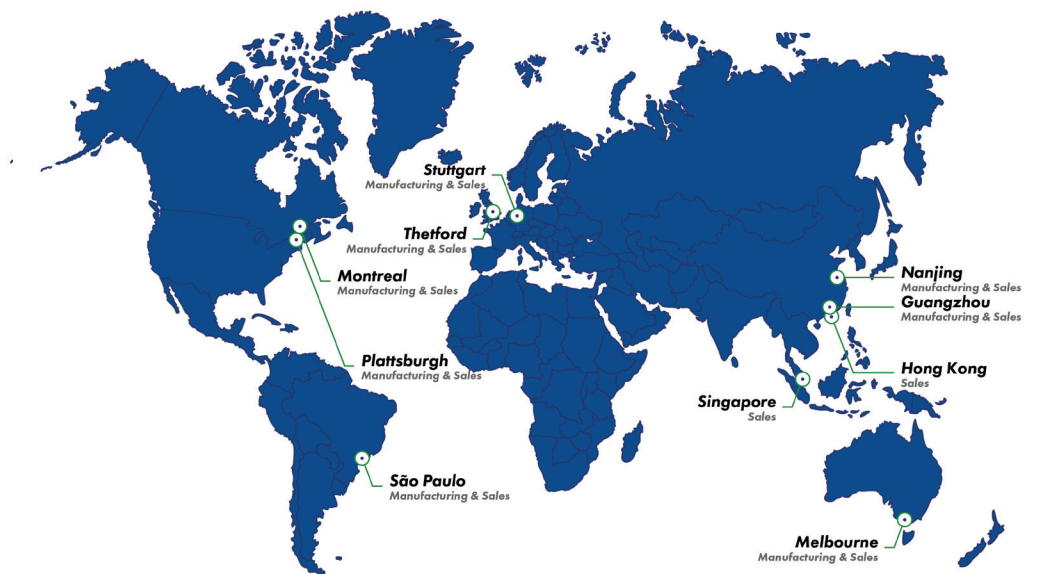 Stuttgart
Manufacturing & Sales
Thetford
Manufacturing & Sales
Montreal
Manufacturing & Sales
Nanjing
Manufacturing & Sales
Guangzhou
Manufacturing & Sales
Plattsburgh
Manufacturing & Sales
Hong Kong
Sales
Singapore
Sales
São Paulo
Manufacturing & Sales
Melbourne
Manufacturing & Sales